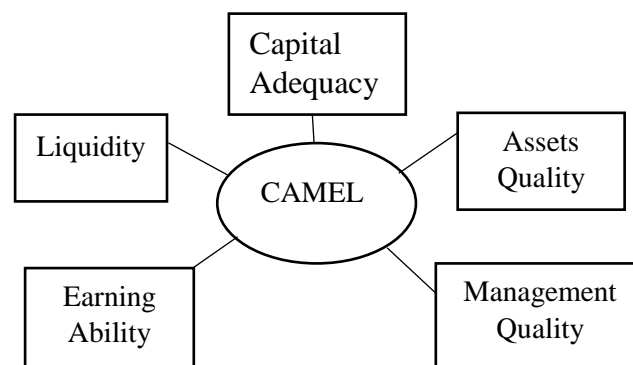 Capital
Adequacy
Liquidity
Assets
Quality
CAMEL
Earning
Ability
Management
Quality